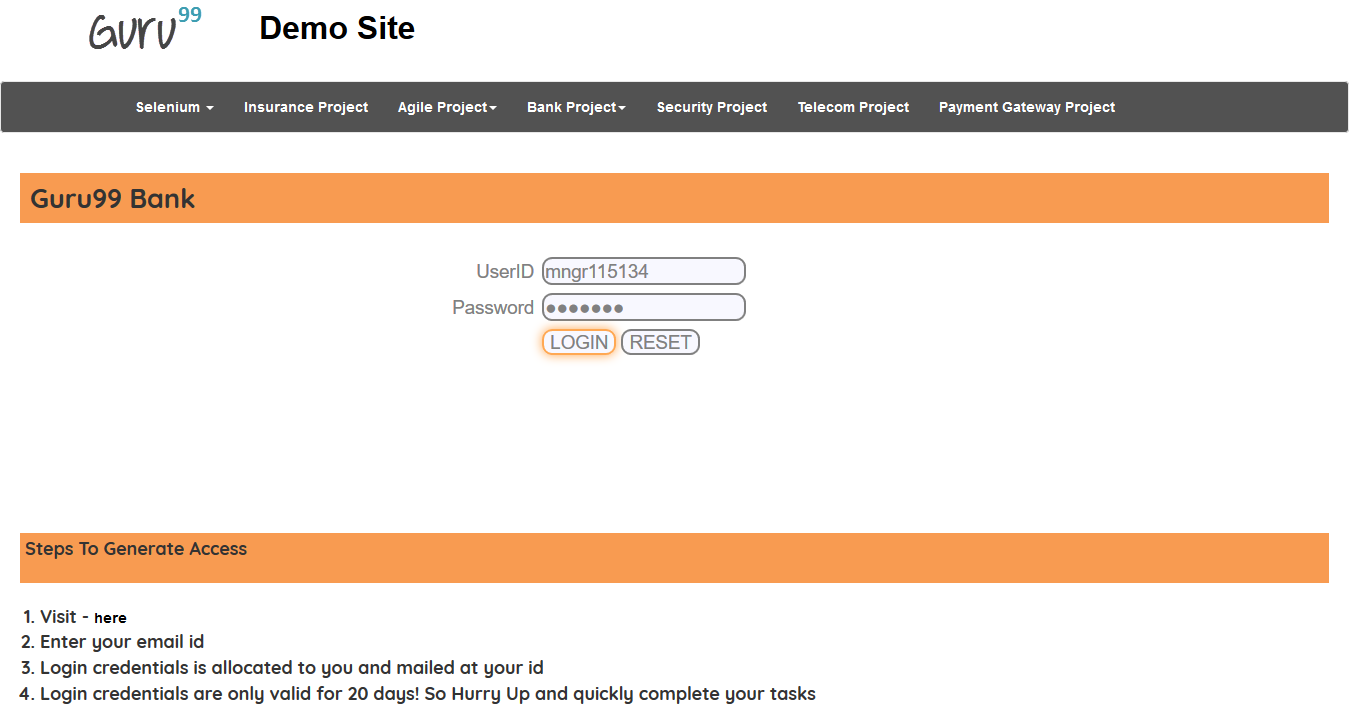 Guru99
Demo Site
Selenium
Insurance Project
Agile Project
Bank Project
Security Project
Telecom Project
Payment Gateway Project
Guru99 Bank
UserID mngr115134
Password •••••••
LOGIN RESET
Steps To Generate Access
1. Visit - here
2. Enter your email id
3. Login credentials is allocated to you and mailed at your id
4. Login credentials are only valid for 20 days! So Hurry Up and quickly complete your tasks